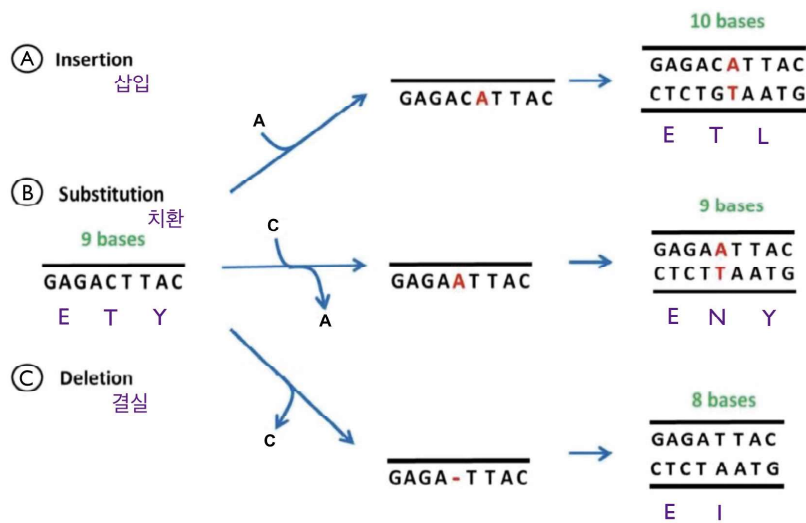 A Insertion
삽입
A
GAGACATTAC
10 bases
GAGACATTAC
CTCTGTAATG
E T L
B Substitution
치환
9 bases
GAGACTTAC
E T Y
C
A
GAGAATTAC
9 bases
GAGAATTAC
CTCTTAATG
E N Y
C Deletion
결실
C
GAGA-TTAC
8 bases
GAGATTAC
CTCTAATG
E I